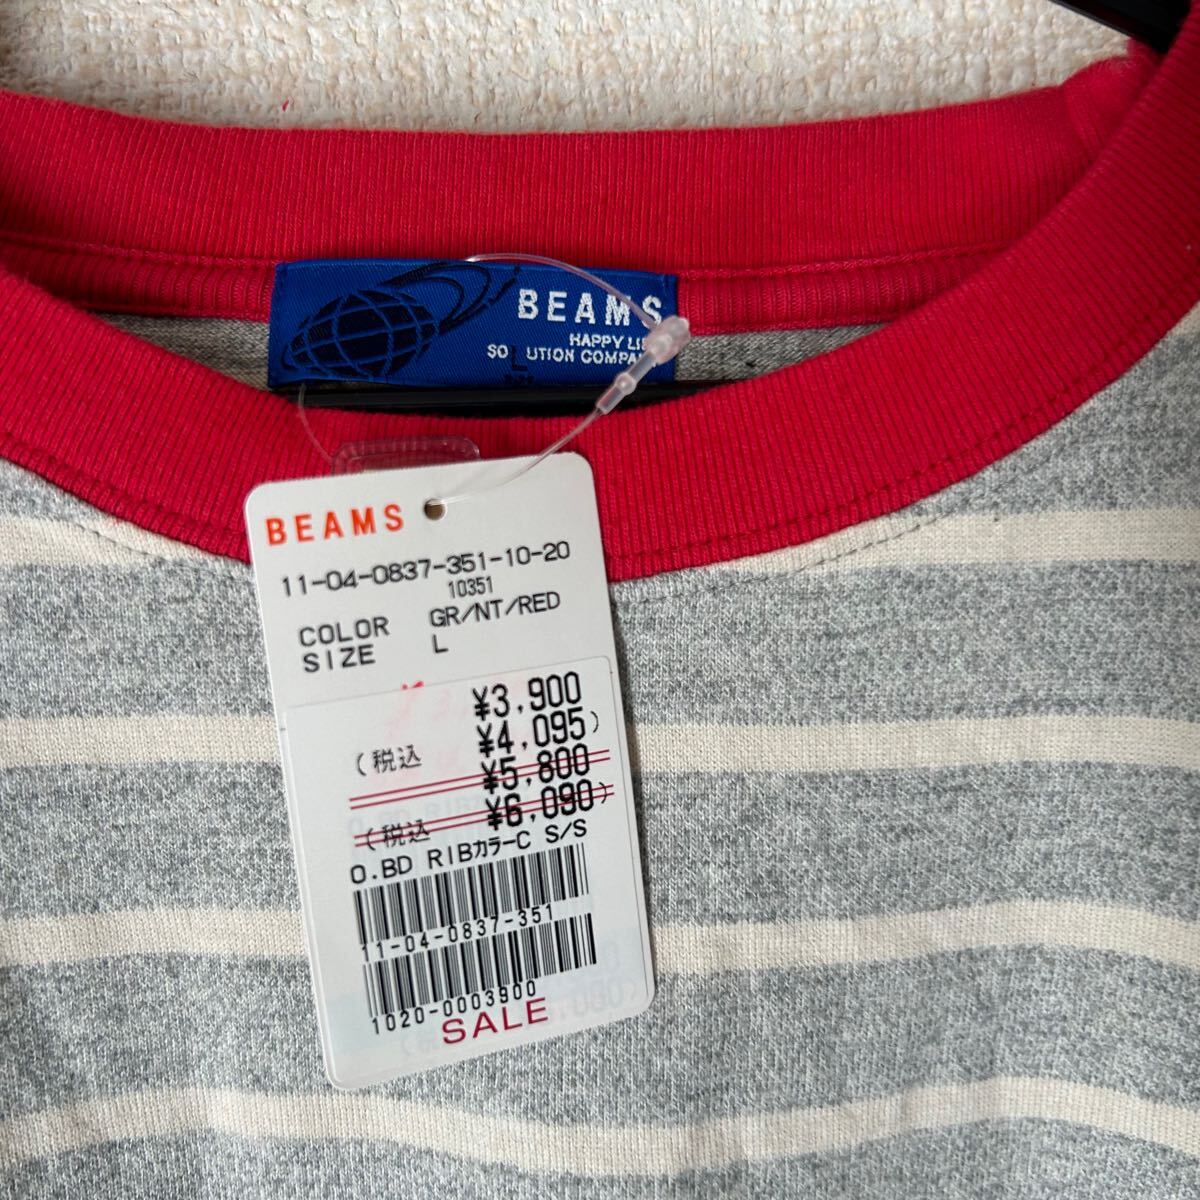 BEAMS
HAPPY LI
SO UTION COMPA
L
BEAMS
11-04-0837-351-10-20
10351
COLOR GR/NT/RED
SIZE L
¥3,900
(税込 ¥4,095)
¥5,800
(税込 ¥6,090)
O.BD RIBカラーC S/S
11-04-0837-351
1020-0003900
SALE